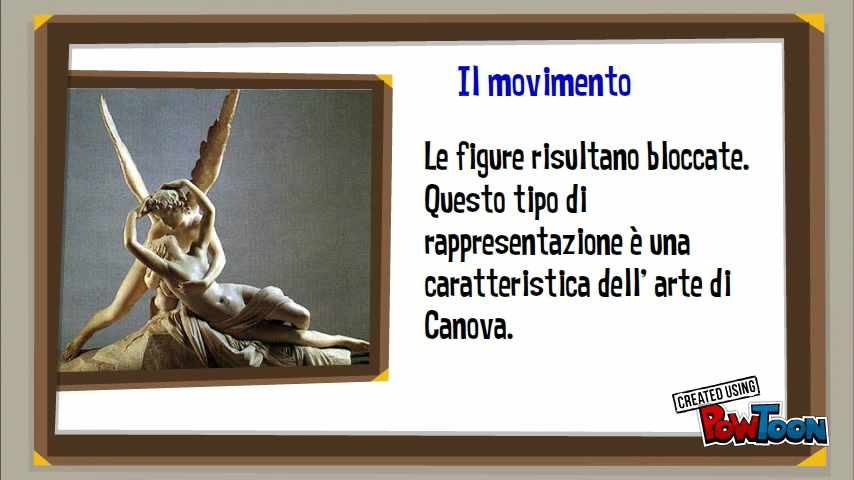 Il movimento
Le figure risultano bloccate.
Questo tipo di
rappresentazione è una
caratteristica dell' arte di
Canova.
CREATED USING
POWTOON